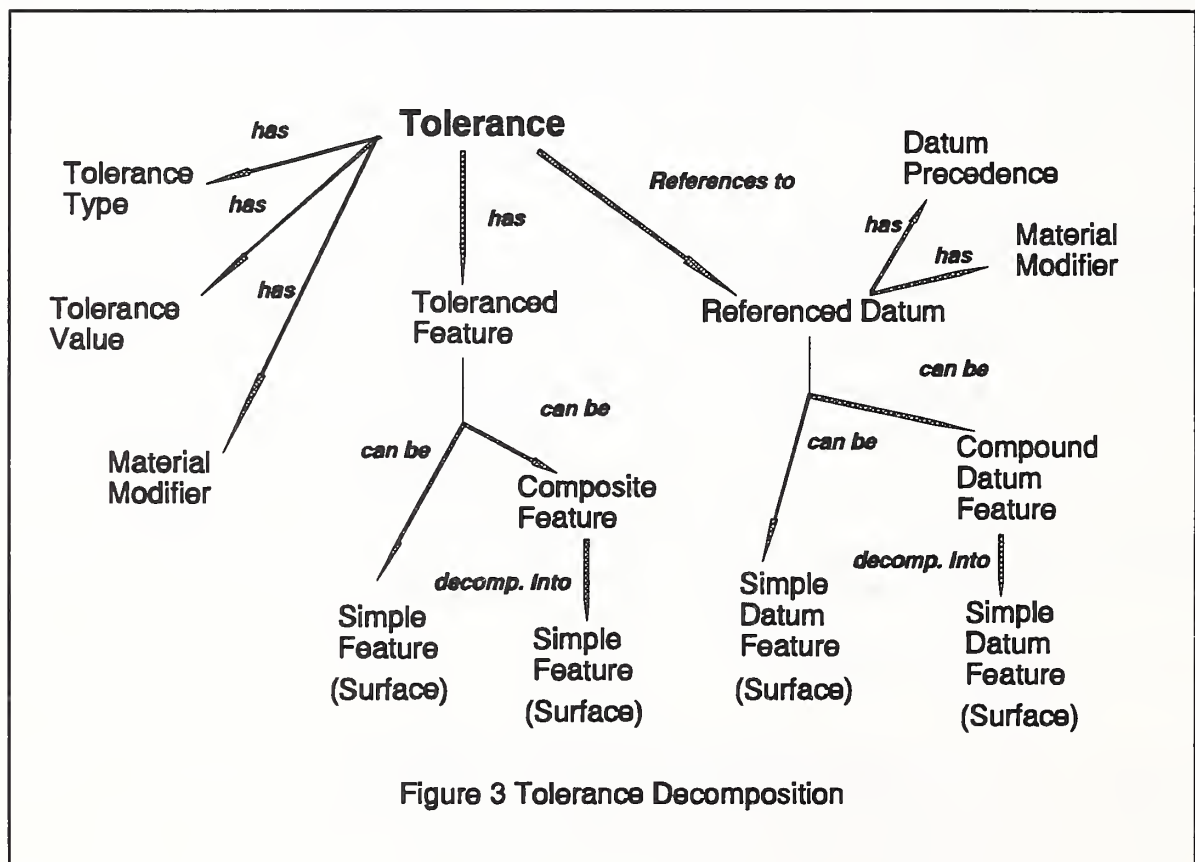 Tolerance
has
Tolerance
Type
has
Tolerance
Value
has
Material
Modifier
has
Toleranced
Feature
can be
can be
Simple
Feature
(Surface)
Composite
Feature
decomp. Into
Simple
Feature
(Surface)
References to
Referenced Datum
has
Datum
Precedence
has
Material
Modifier
can be
can be
Simple
Datum
Feature
(Surface)
Compound
Datum
Feature
decomp. Into
Simple
Datum
Feature
(Surface)
Figure 3 Tolerance Decomposition